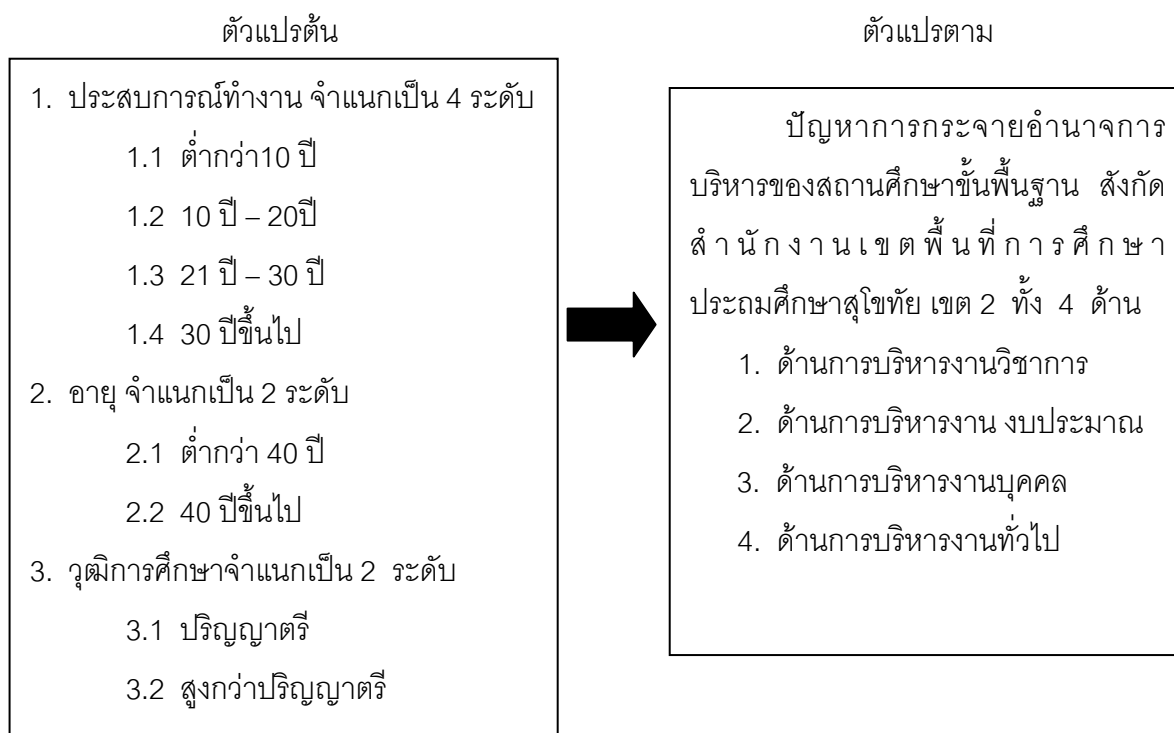 ตัวแปรต้น
1. ประสบการณ์ทำงาน จำแนกเป็น 4 ระดับ
1.1 ต่ำกว่า10 ปี
1.2 10 ปี – 20ปี
1.3 21 ปี – 30 ปี
1.4 30 ปีขึ้นไป
2. อายุ จำแนกเป็น 2 ระดับ
2.1 ต่ำกว่า 40 ปี
2.2 40 ปีขึ้นไป
3. วุฒิการศึกษาจำแนกเป็น 2 ระดับ
3.1 ปริญญาตรี
3.2 สูงกว่าปริญญาตรี
ตัวแปรตาม
ปัญหาการกระจายอำนาจการ
บริหารของสถานศึกษาขั้นพื้นฐาน สังกัด
สำนักงานเขตพื้นที่การศึกษา
ประถมศึกษาสุโขทัย เขต 2 ทั้ง 4 ด้าน
1. ด้านการบริหารงานวิชาการ
2. ด้านการบริหารงาน งบประมาณ
3. ด้านการบริหารงานบุคคล
4. ด้านการบริหารงานทั่วไป